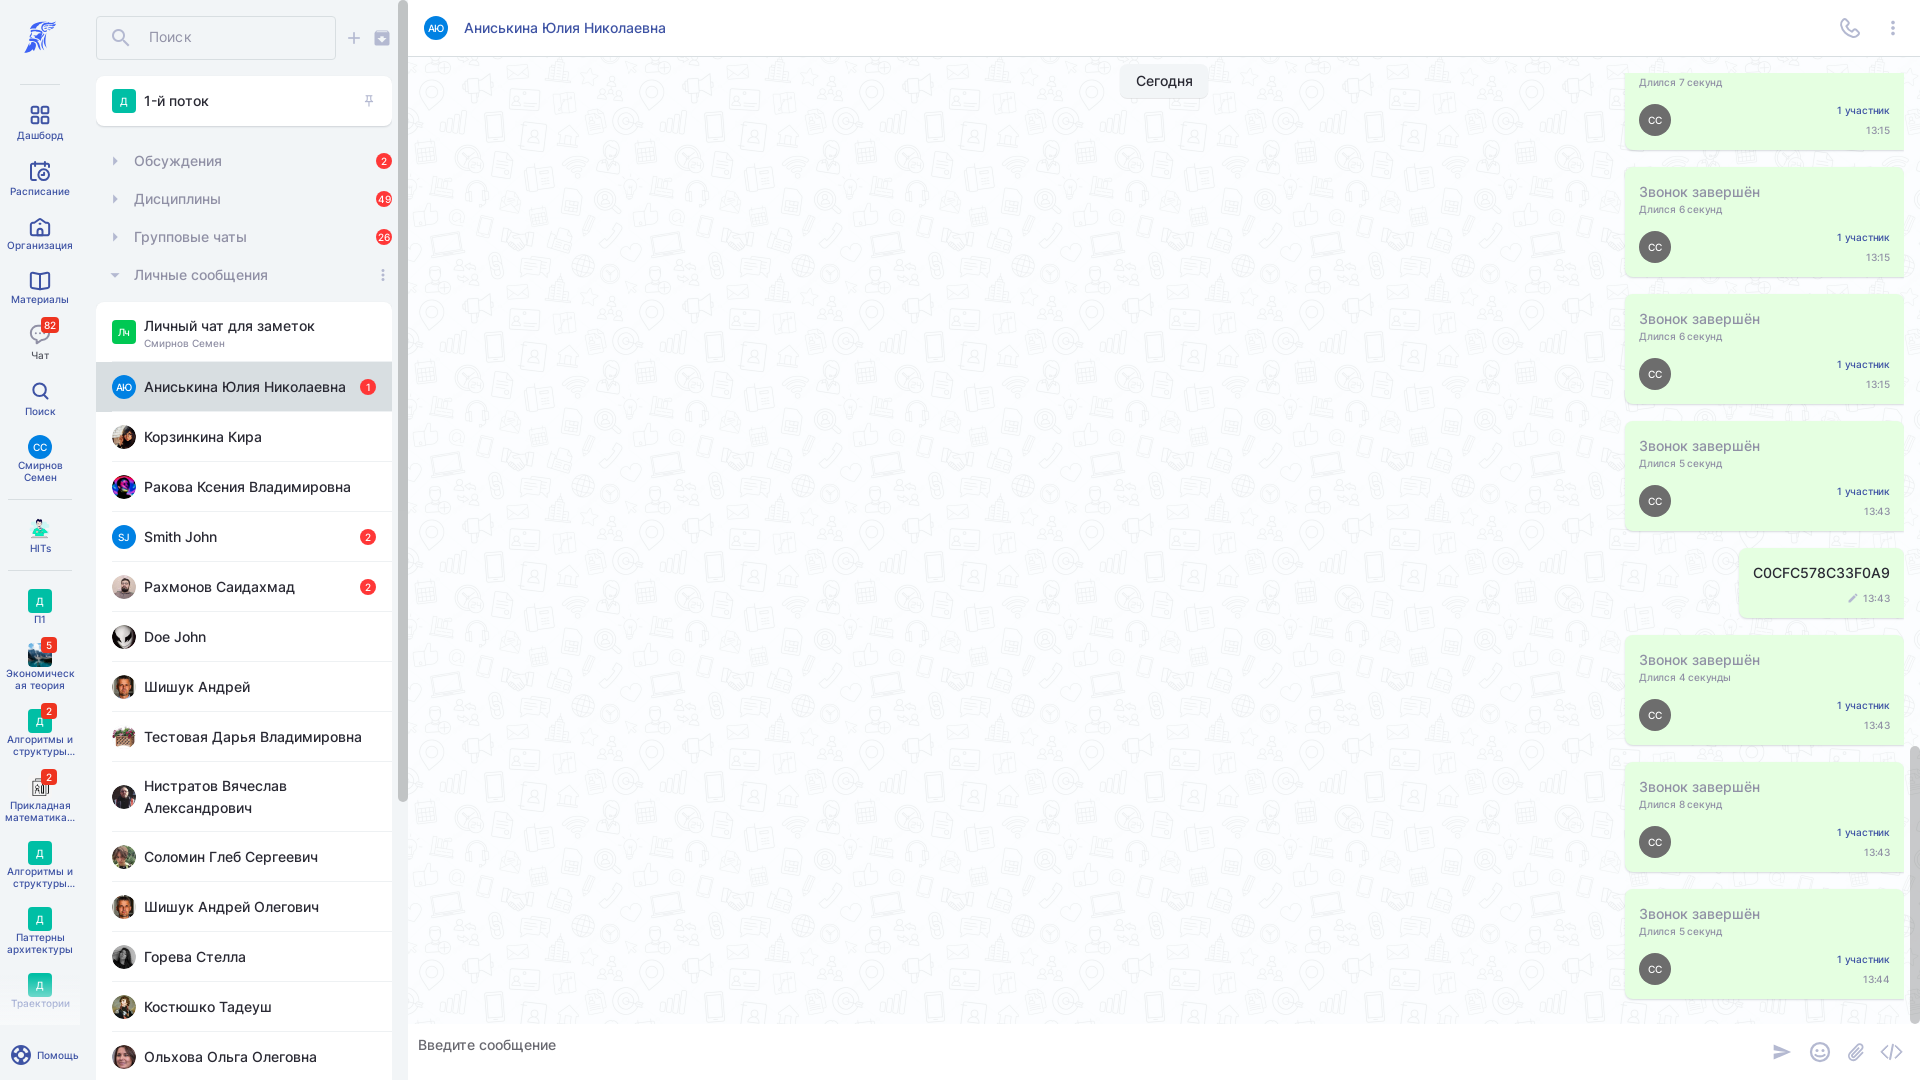 Дашборд
Расписание
Организация
Материалы
82
Чат
Поиск
СС
Смирнов
Семен
HITs
Д
П1
5
Экономическ
ая теория
2
Д
Алгоритмы и
структуры...
2
Прикладная
математика...
Д
Алгоритмы и
структуры...
Д
Паттерны
архитектуры
Д
Траектории
Помощь
Поиск
Д
1-й поток
Обсуждения
2
Дисциплины
49
Групповые чаты
26
Личные сообщения
Лч
Личный чат для заметок
Смирнов Семен
АЮ
Аниськина Юлия Николаевна
1
Корзинкина Кира
Ракова Ксения Владимировна
SJ
Smith John
2
Рахмонов Саидахмад
2
Doe John
Шишук Андрей
Тестовая Дарья Владимировна
Нистратов Вячеслав
Александрович
Соломин Глеб Сергеевич
Шишук Андрей Олегович
Горева Стелла
Костюшко Тадеуш
Ольхова Ольга Олеговна
АЮ
Аниськина Юлия Николаевна
Сегодня
Длился 7 секунд
СС
1 участник
13:15
Звонок завершён
Длился 6 секунд
СС
1 участник
13:15
Звонок завершён
Длился 6 секунд
СС
1 участник
13:15
Звонок завершён
Длился 5 секунд
СС
1 участник
13:43
C0CFC578C33F0A9
13:43
Звонок завершён
Длился 4 секунды
СС
1 участник
13:43
Звонок завершён
Длился 8 секунд
СС
1 участник
13:43
Звонок завершён
Длился 5 секунд
СС
1 участник
13:44
Введите сообщение